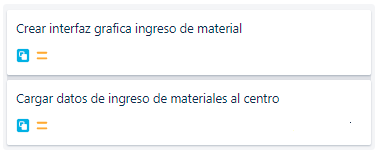 Crear interfaz grafica ingreso de material
Cargar datos de ingreso de materiales al centro